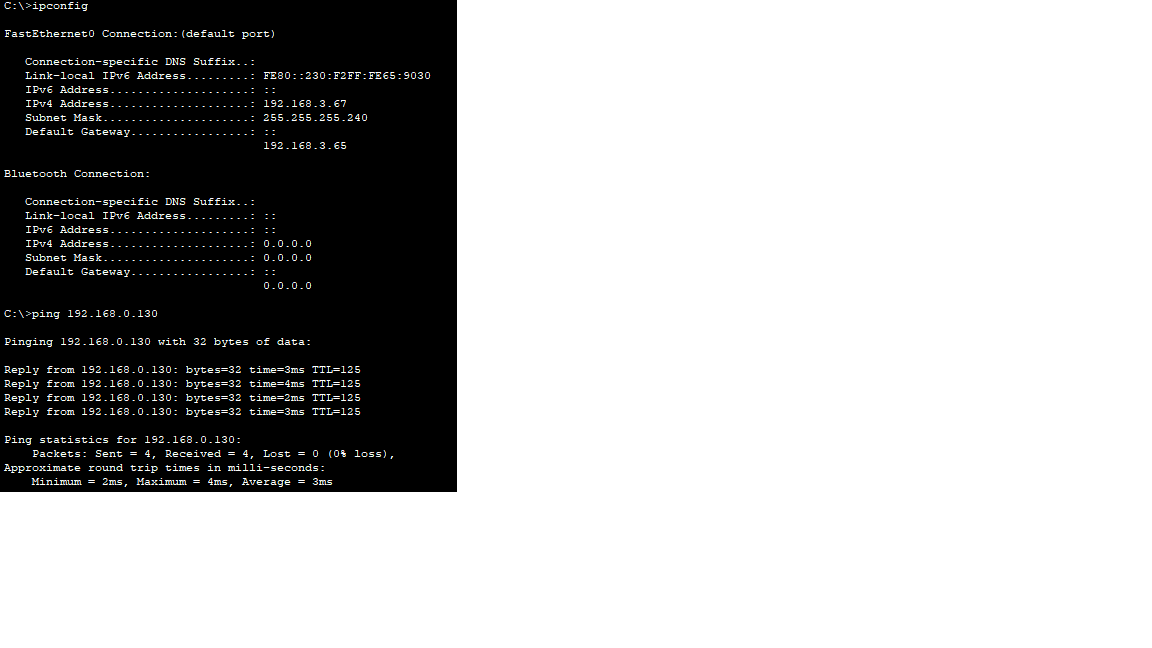 C:\>ipconfig
FastEthernet0 Connection:(default port)
Connection-specific DNS Suffix..:
Link-local IPv6 Address.........: FE80::230:F2FF:FE65:9030
IPv6 Address....................: ::
IPv4 Address....................: 192.168.3.67
Subnet Mask.....................: 255.255.255.240
Default Gateway.................: ::
192.168.3.65
Bluetooth Connection:
Connection-specific DNS Suffix..:
Link-local IPv6 Address.........: ::
IPv6 Address....................: ::
IPv4 Address....................: 0.0.0.0
Subnet Mask.....................: 0.0.0.0
Default Gateway.................: ::
0.0.0.0
C:\>ping 192.168.0.130
Pinging 192.168.0.130 with 32 bytes of data:
Reply from 192.168.0.130: bytes=32 time=3ms TTL=125
Reply from 192.168.0.130: bytes=32 time=4ms TTL=125
Reply from 192.168.0.130: bytes=32 time=2ms TTL=125
Reply from 192.168.0.130: bytes=32 time=3ms TTL=125
Ping statistics for 192.168.0.130:
Packets: Sent = 4, Received = 4, Lost = 0 (0% loss),
Approximate round trip times in milli-seconds:
Minimum = 2ms, Maximum = 4ms, Average = 3ms